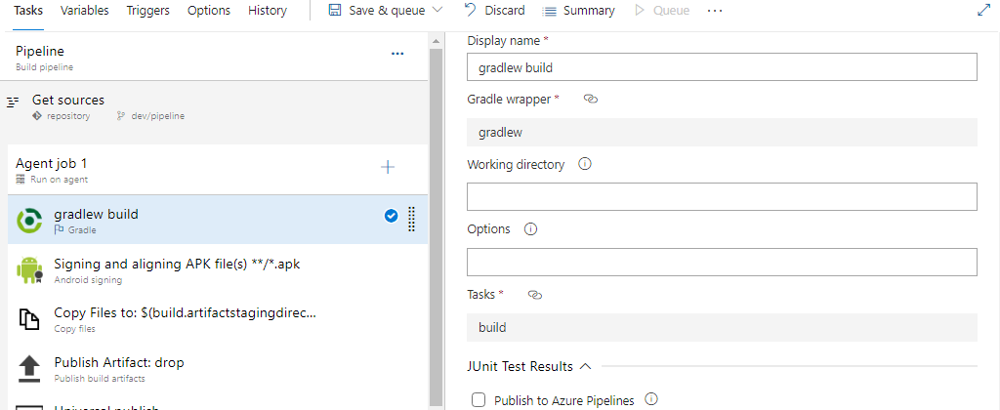 Tasks Variables Triggers Options History Save & queue Discard Summary Queue ...
Pipeline ...
Build pipeline
Get sources
repository dev/pipeline
Agent job 1
Run on agent
gradlew build
Gradle
Signing and aligning APK file(s) **/*.apk
Android signing
Copy Files to: $(build.artifactstagingdirec...
Copy files
Publish Artifact: drop
Publish build artifacts
Universal publish
Display name *
gradlew build
Gradle wrapper *
gradlew
Working directory
Options
Tasks *
build
JUnit Test Results
Publish to Azure Pipelines